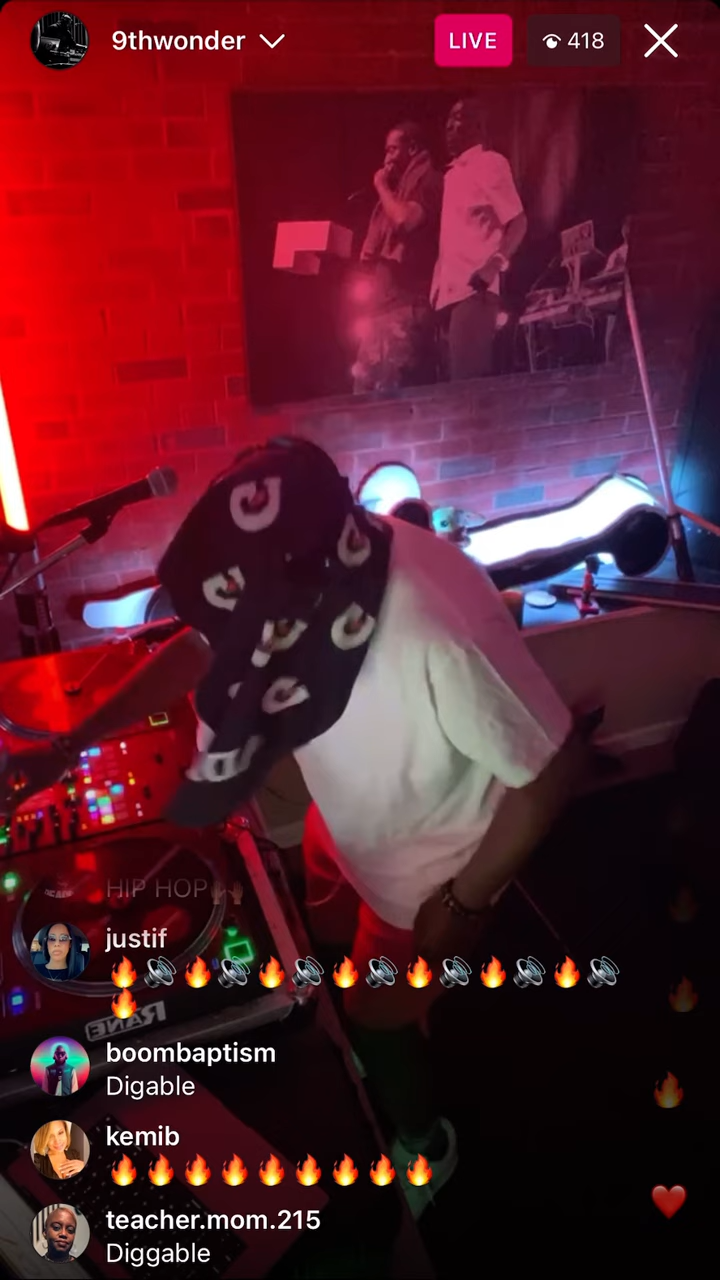 9thwonder
LIVE
418
HIP HOP🙌🏾
justif
🔥🔊🔥🔊🔥🔊🔥🔊🔥🔊🔥🔊🔥🔊
🔥
RANE
boombaptism
Digable
kemib
🔥🔥🔥🔥🔥🔥🔥🔥🔥
teacher.mom.215
Diggable